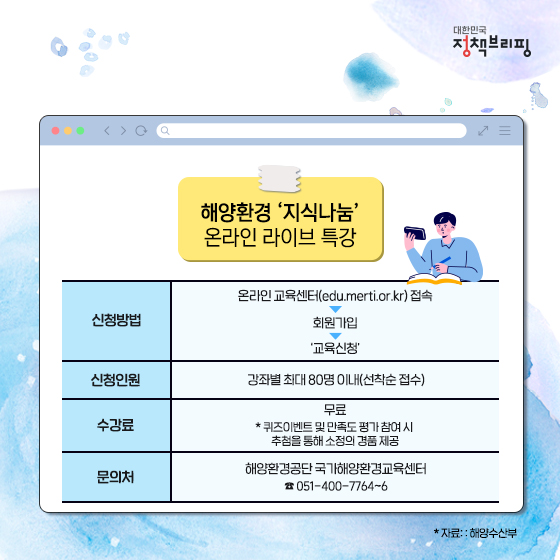 대한민국
정책브리핑
해양환경 ‘지식나눔’
온라인 라이브 특강
신청방법
온라인 교육센터(edu.merti.or.kr) 접속
회원가입
‘교육신청’
신청인원
강좌별 최대 80명 이내(선착순 접수)
수강료
무료
* 퀴즈이벤트 및 만족도 평가 참여 시
추첨을 통해 소정의 경품 제공
문의처
해양환경공단 국가해양환경교육센터
☎ 051-400-7764~6
* 자료: : 해양수산부